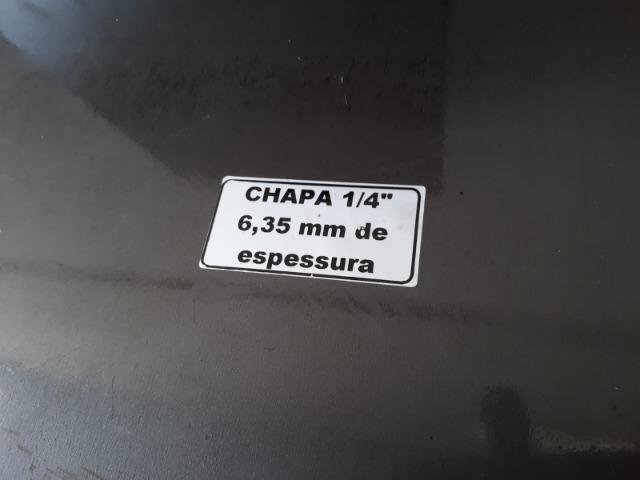 CHAPA 1/4"
6,35 mm de
espessura